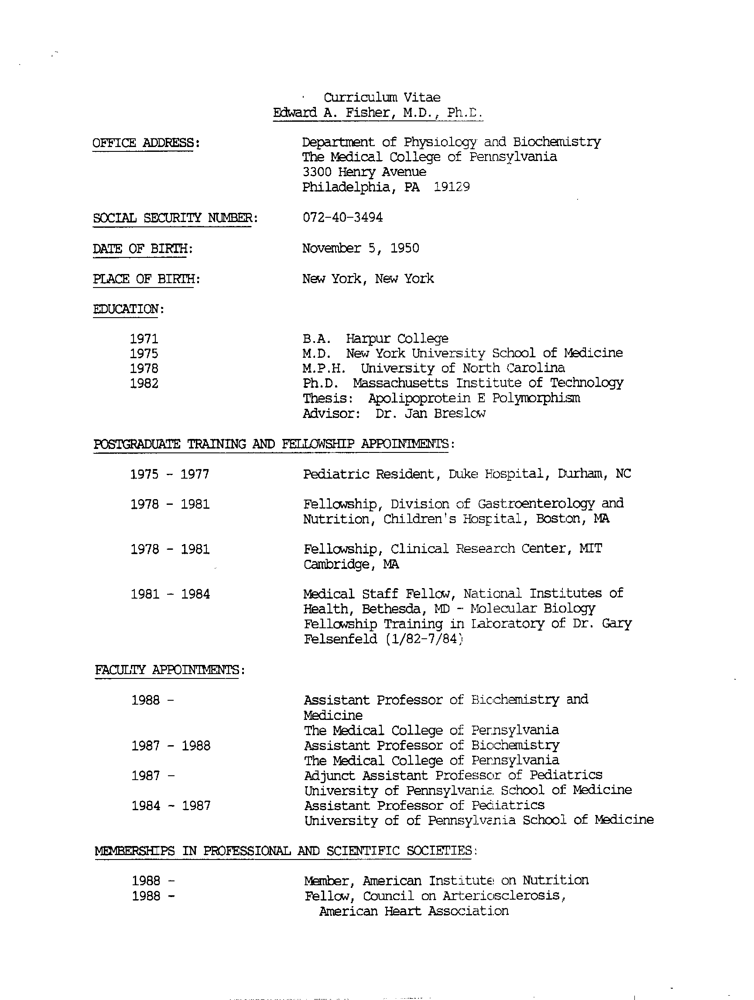 Curriculum Vitae
Edward A. Fisher, M.D., Ph.D.
OFFICE ADDRESS: Department of Physiology and Biochemistry
The Medical College of Pennsylvania
3300 Henry Avenue
Philadelphia, PA 19129
SOCIAL SECURITY NUMBER: 072-40-3494
DATE OF BIRTH: November 5, 1950
PLACE OF BIRTH: New York, New York
EDUCATION:
1971 B.A. Harpur College
1975 M.D. New York University School of Medicine
1978 M.P.H. University of North Carolina
1982 Ph.D. Massachusetts Institute of Technology
Thesis: Apolipoprotein E Polymorphism
Advisor: Dr. Jan Breslow
POSTGRADUATE TRAINING AND FELLOWSHIP APPOINTMENTS:
1975 - 1977 Pediatric Resident, Duke Hospital, Durham, NC
1978 - 1981 Fellowship, Division of Gastroenterology and
Nutrition, Children's Hospital, Boston, MA
1978 - 1981 Fellowship, Clinical Research Center, MIT
Cambridge, MA
1981 - 1984 Medical Staff Fellow, National Institutes of
Health, Bethesda, MD - Molecular Biology
Fellowship Training in Laboratory of Dr. Gary
Felsenfeld (1/82-7/84)
FACULTY APPOINTMENTS:
1988 - Assistant Professor of Biochemistry and
Medicine
The Medical College of Pennsylvania
1987 - 1988 Assistant Professor of Biochemistry
The Medical College of Pennsylvania
1987 - Adjunct Assistant Professor of Pediatrics
University of Pennsylvania School of Medicine
1984 - 1987 Assistant Professor of Pediatrics
University of of Pennsylvania School of Medicine
MEMBERSHIPS IN PROFESSIONAL AND SCIENTIFIC SOCIETIES:
1988 - Member, American Institute on Nutrition
1988 - Fellow, Council on Arteriosclerosis,
American Heart Association